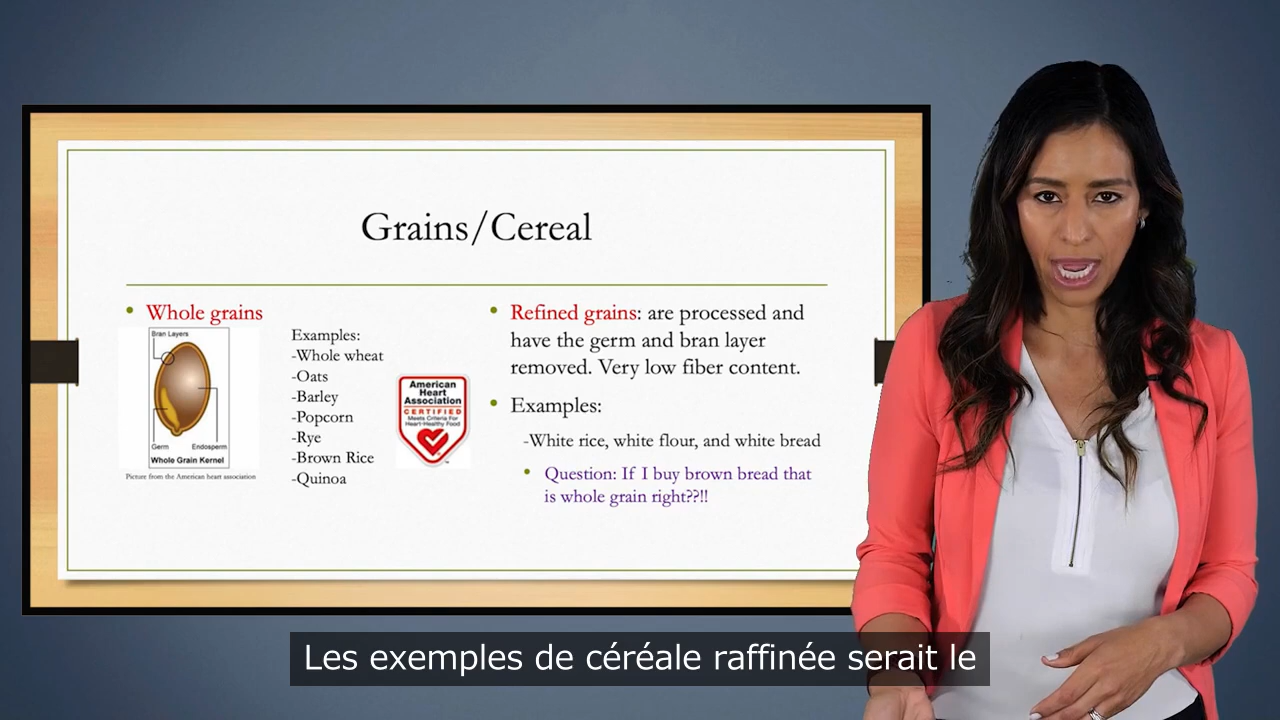 Grains/Cereal
• Whole grains
Bran Layers
Germ
Endosperm
Whole Grain Kernel
Picture from the American heart association
Examples:
-Whole wheat
-Oats
-Barley
-Popcorn
-Rye
-Brown Rice
-Quinoa
American
Heart
Association
CERTIFIED
Meets Criteria For
Heart-Healthy Food
• Refined grains: are processed and
have the germ and bran layer
removed. Very low fiber content.
• Examples:
-White rice, white flour, and white bread
• Question: If I buy brown bread that
is whole grain right??!!
Les exemples de céréale raffinée serait le